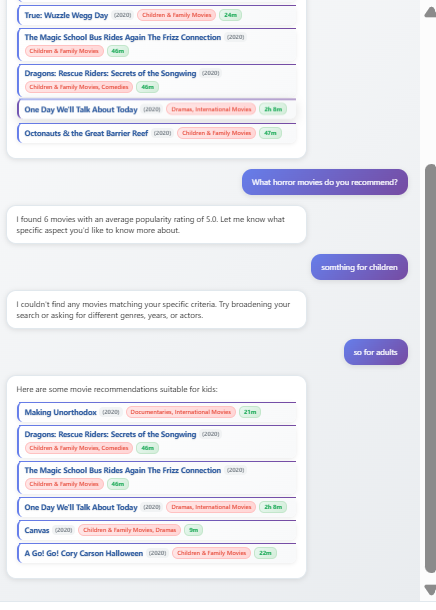 True: Wuzzle Wegg Day (2020) Children & Family Movies 24m
The Magic School Bus Rides Again The Frizz Connection (2020)
Children & Family Movies 46m
Dragons: Rescue Riders: Secrets of the Songwing (2020)
Children & Family Movies, Comedies 46m
One Day We'll Talk About Today (2020) Dramas, International Movies 2h 8m
Octonauts & the Great Barrier Reef (2020) Children & Family Movies 47m
What horror movies do you recommend?
I found 6 movies with an average popularity rating of 5.0. Let me know what
specific aspect you'd like to know more about.
somthing for children
I couldn't find any movies matching your specific criteria. Try broadening your
search or asking for different genres, years, or actors.
so for adults
Here are some movie recommendations suitable for kids:
Making Unorthodox (2020) Documentaries, International Movies 21m
Dragons: Rescue Riders: Secrets of the Songwing (2020)
Children & Family Movies, Comedies 46m
The Magic School Bus Rides Again The Frizz Connection (2020)
Children & Family Movies 46m
One Day We'll Talk About Today (2020) Dramas, International Movies 2h 8m
Canvas (2020) Children & Family Movies, Dramas 9m
A Go! Go! Cory Carson Halloween (2020) Children & Family Movies 22m